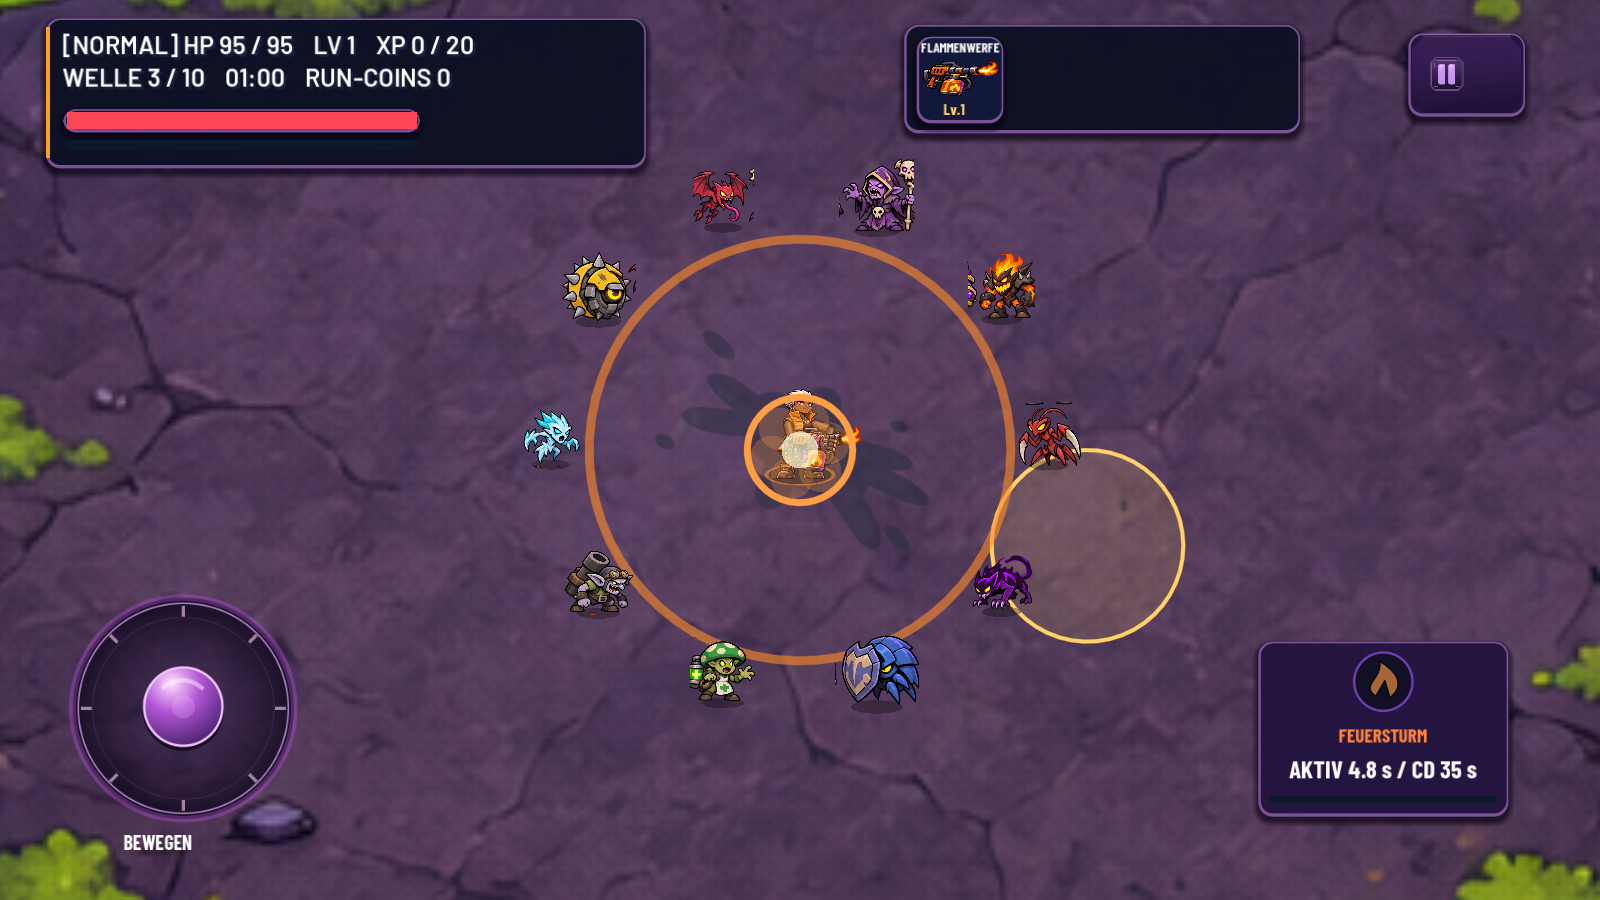 [NORMAL] HP 95 / 95 LV 1 XP 0 / 20
WELLE 3 / 10 01:00 RUN-COINS 0
FLAMMENWERFE
Lv.1
FEUERSTURM
AKTIV 4.8 s / CD 35 s
BEWEGEN